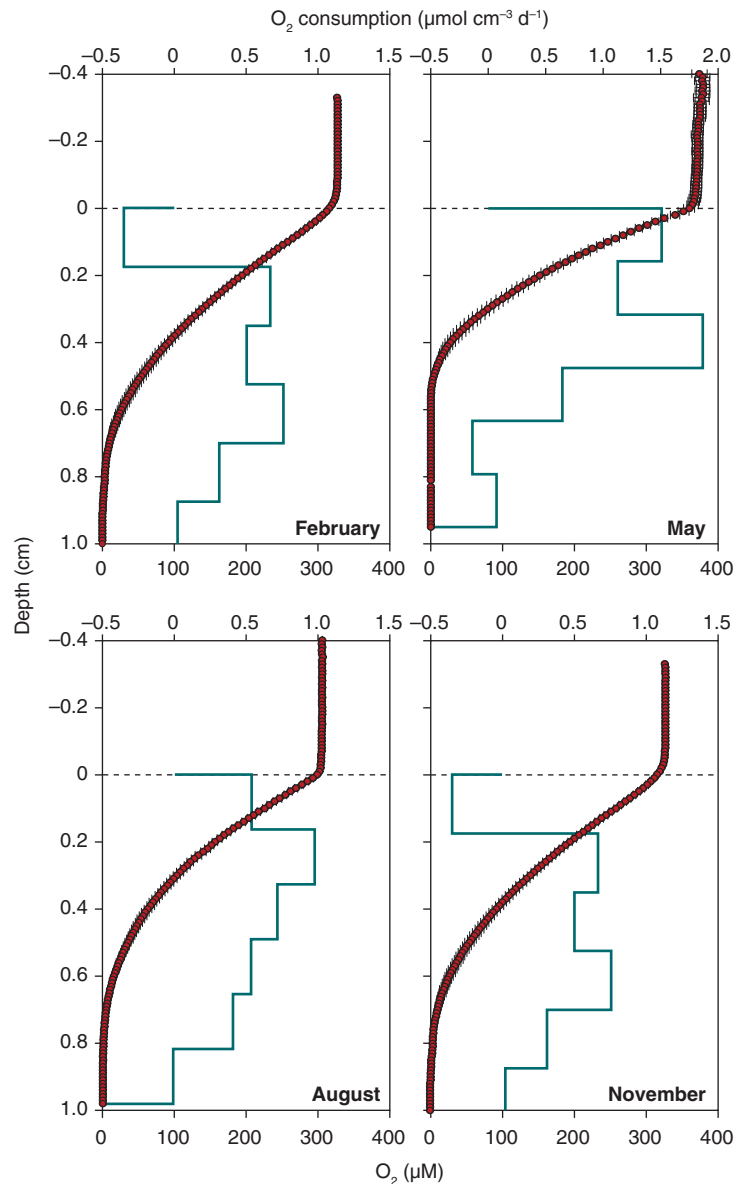 O₂ consumption (µmol cm⁻³ d⁻¹)
−0.5 0 0.5 1.0 1.5 −0.5 0 0.5 1.0 1.5 2.0
−0.4
−0.2
0
0.2
0.4
0.6
0.8
February May
1.0
0 100 200 300 400 0 100 200 300 400
Depth (cm)
−0.5 0 0.5 1.0 1.5 −0.5 0 0.5 1.0 1.5
−0.4
−0.2
0
0.2
0.4
0.6
0.8
August November
1.0
0 100 200 300 400 0 100 200 300 400
O₂ (µM)